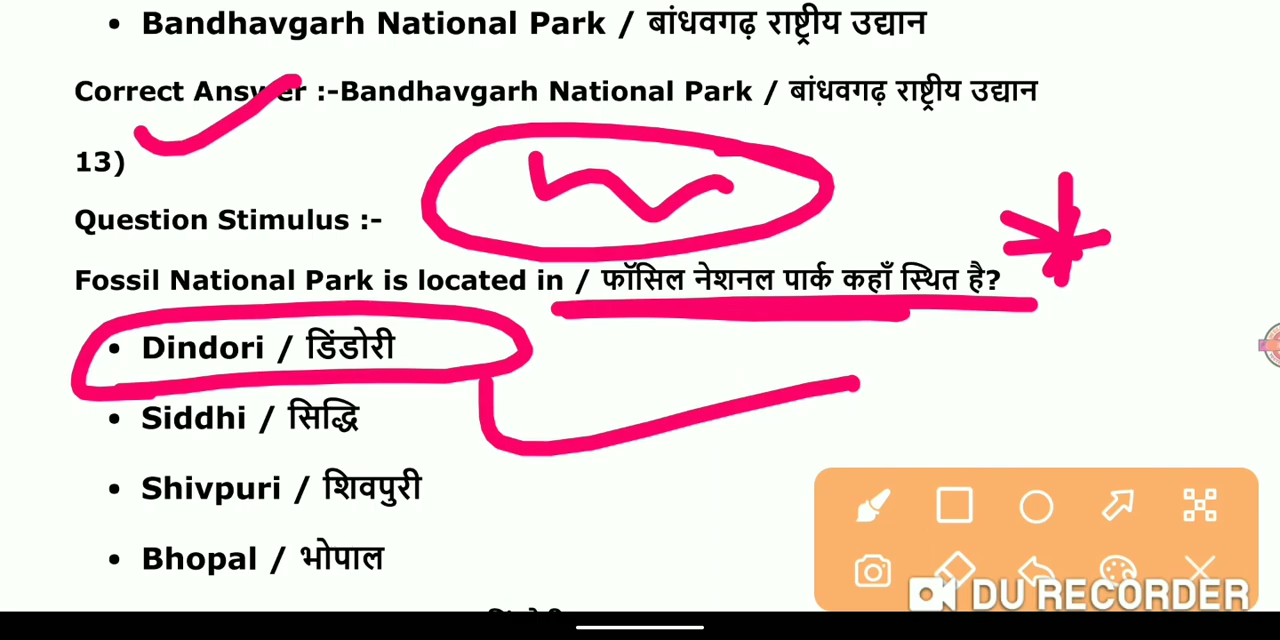 • Bandhavgarh National Park / बांधवगढ़ राष्ट्रीय उद्यान
Correct Answer :-Bandhavgarh National Park / बांधवगढ़ राष्ट्रीय उद्यान
13)
Question Stimulus :-
Fossil National Park is located in / फॉसिल नेशनल पार्क कहाँ स्थित है?
• Dindori / डिंडोरी
• Siddhi / सिद्धि
• Shivpuri / शिवपुरी
• Bhopal / भोपाल
DU RECORDER